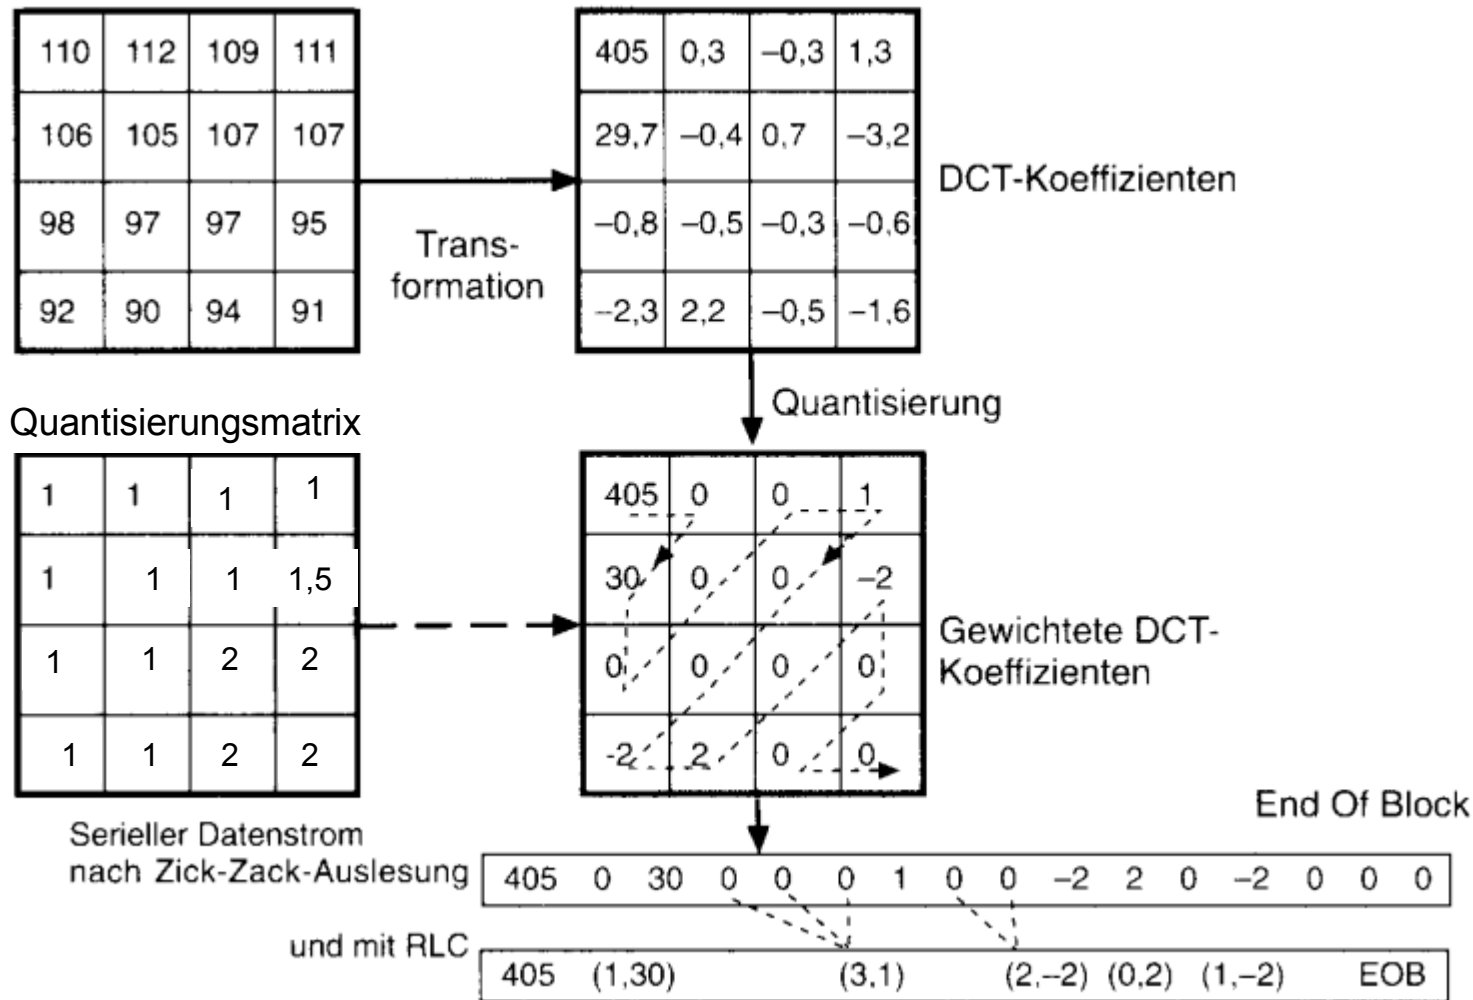 110 112 109 111
106 105 107 107
98 97 97 95
92 90 94 91
Trans-
formation
405 0,3 –0,3 1,3
29,7 –0,4 0,7 –3,2
–0,8 –0,5 –0,3 –0,6
–2,3 2,2 –0,5 –1,6
DCT-Koeffizienten
Quantisierung
Quantisierungsmatrix
1 1 1 1
1 1 1 1,5
1 1 2 2
1 1 2 2
405 0 0 1
30 0 0 –2
0 0 0 0
-2 2 0 0
Gewichtete DCT-
Koeffizienten
End Of Block
Serieller Datenstrom
nach Zick-Zack-Auslesung
405 0 30 0 0 0 1 0 0 –2 2 0 –2 0 0 0
und mit RLC
405 (1,30) (3,1) (2,–2) (0,2) (1,–2) EOB